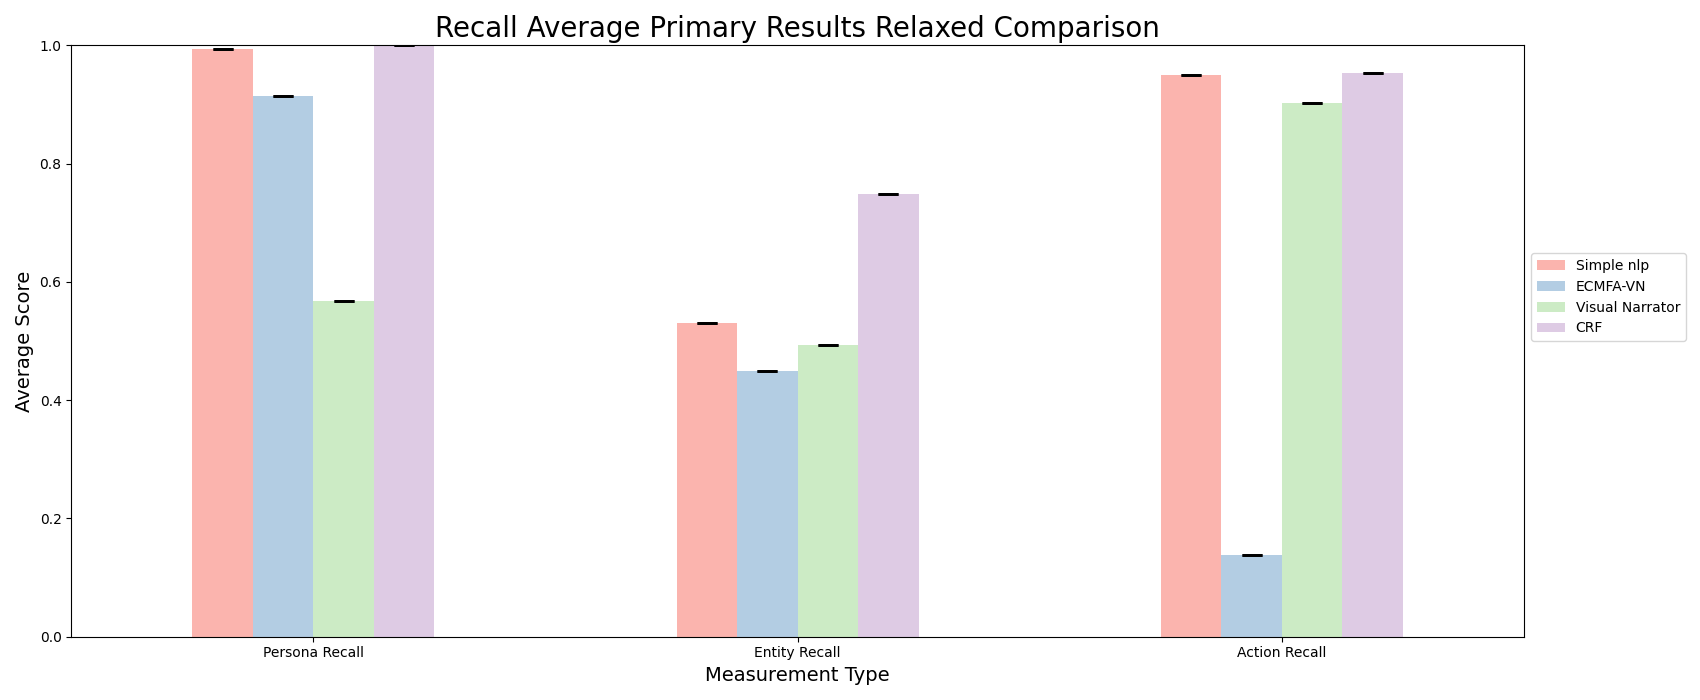 Recall Average Primary Results Relaxed Comparison
Average Score
1.0
0.8
0.6
0.4
0.2
0.0
Persona Recall
Entity Recall
Action Recall
Measurement Type
Simple nlp
ECMFA-VN
Visual Narrator
CRF